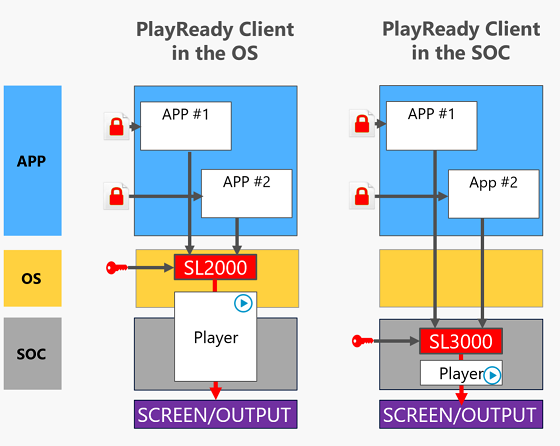 PlayReady Client
in the OS
PlayReady Client
in the SOC
APP
APP #1
APP #2
APP #1
App #2
OS
SL2000
SOC
Player
SL3000
Player
SCREEN/OUTPUT
SCREEN/OUTPUT